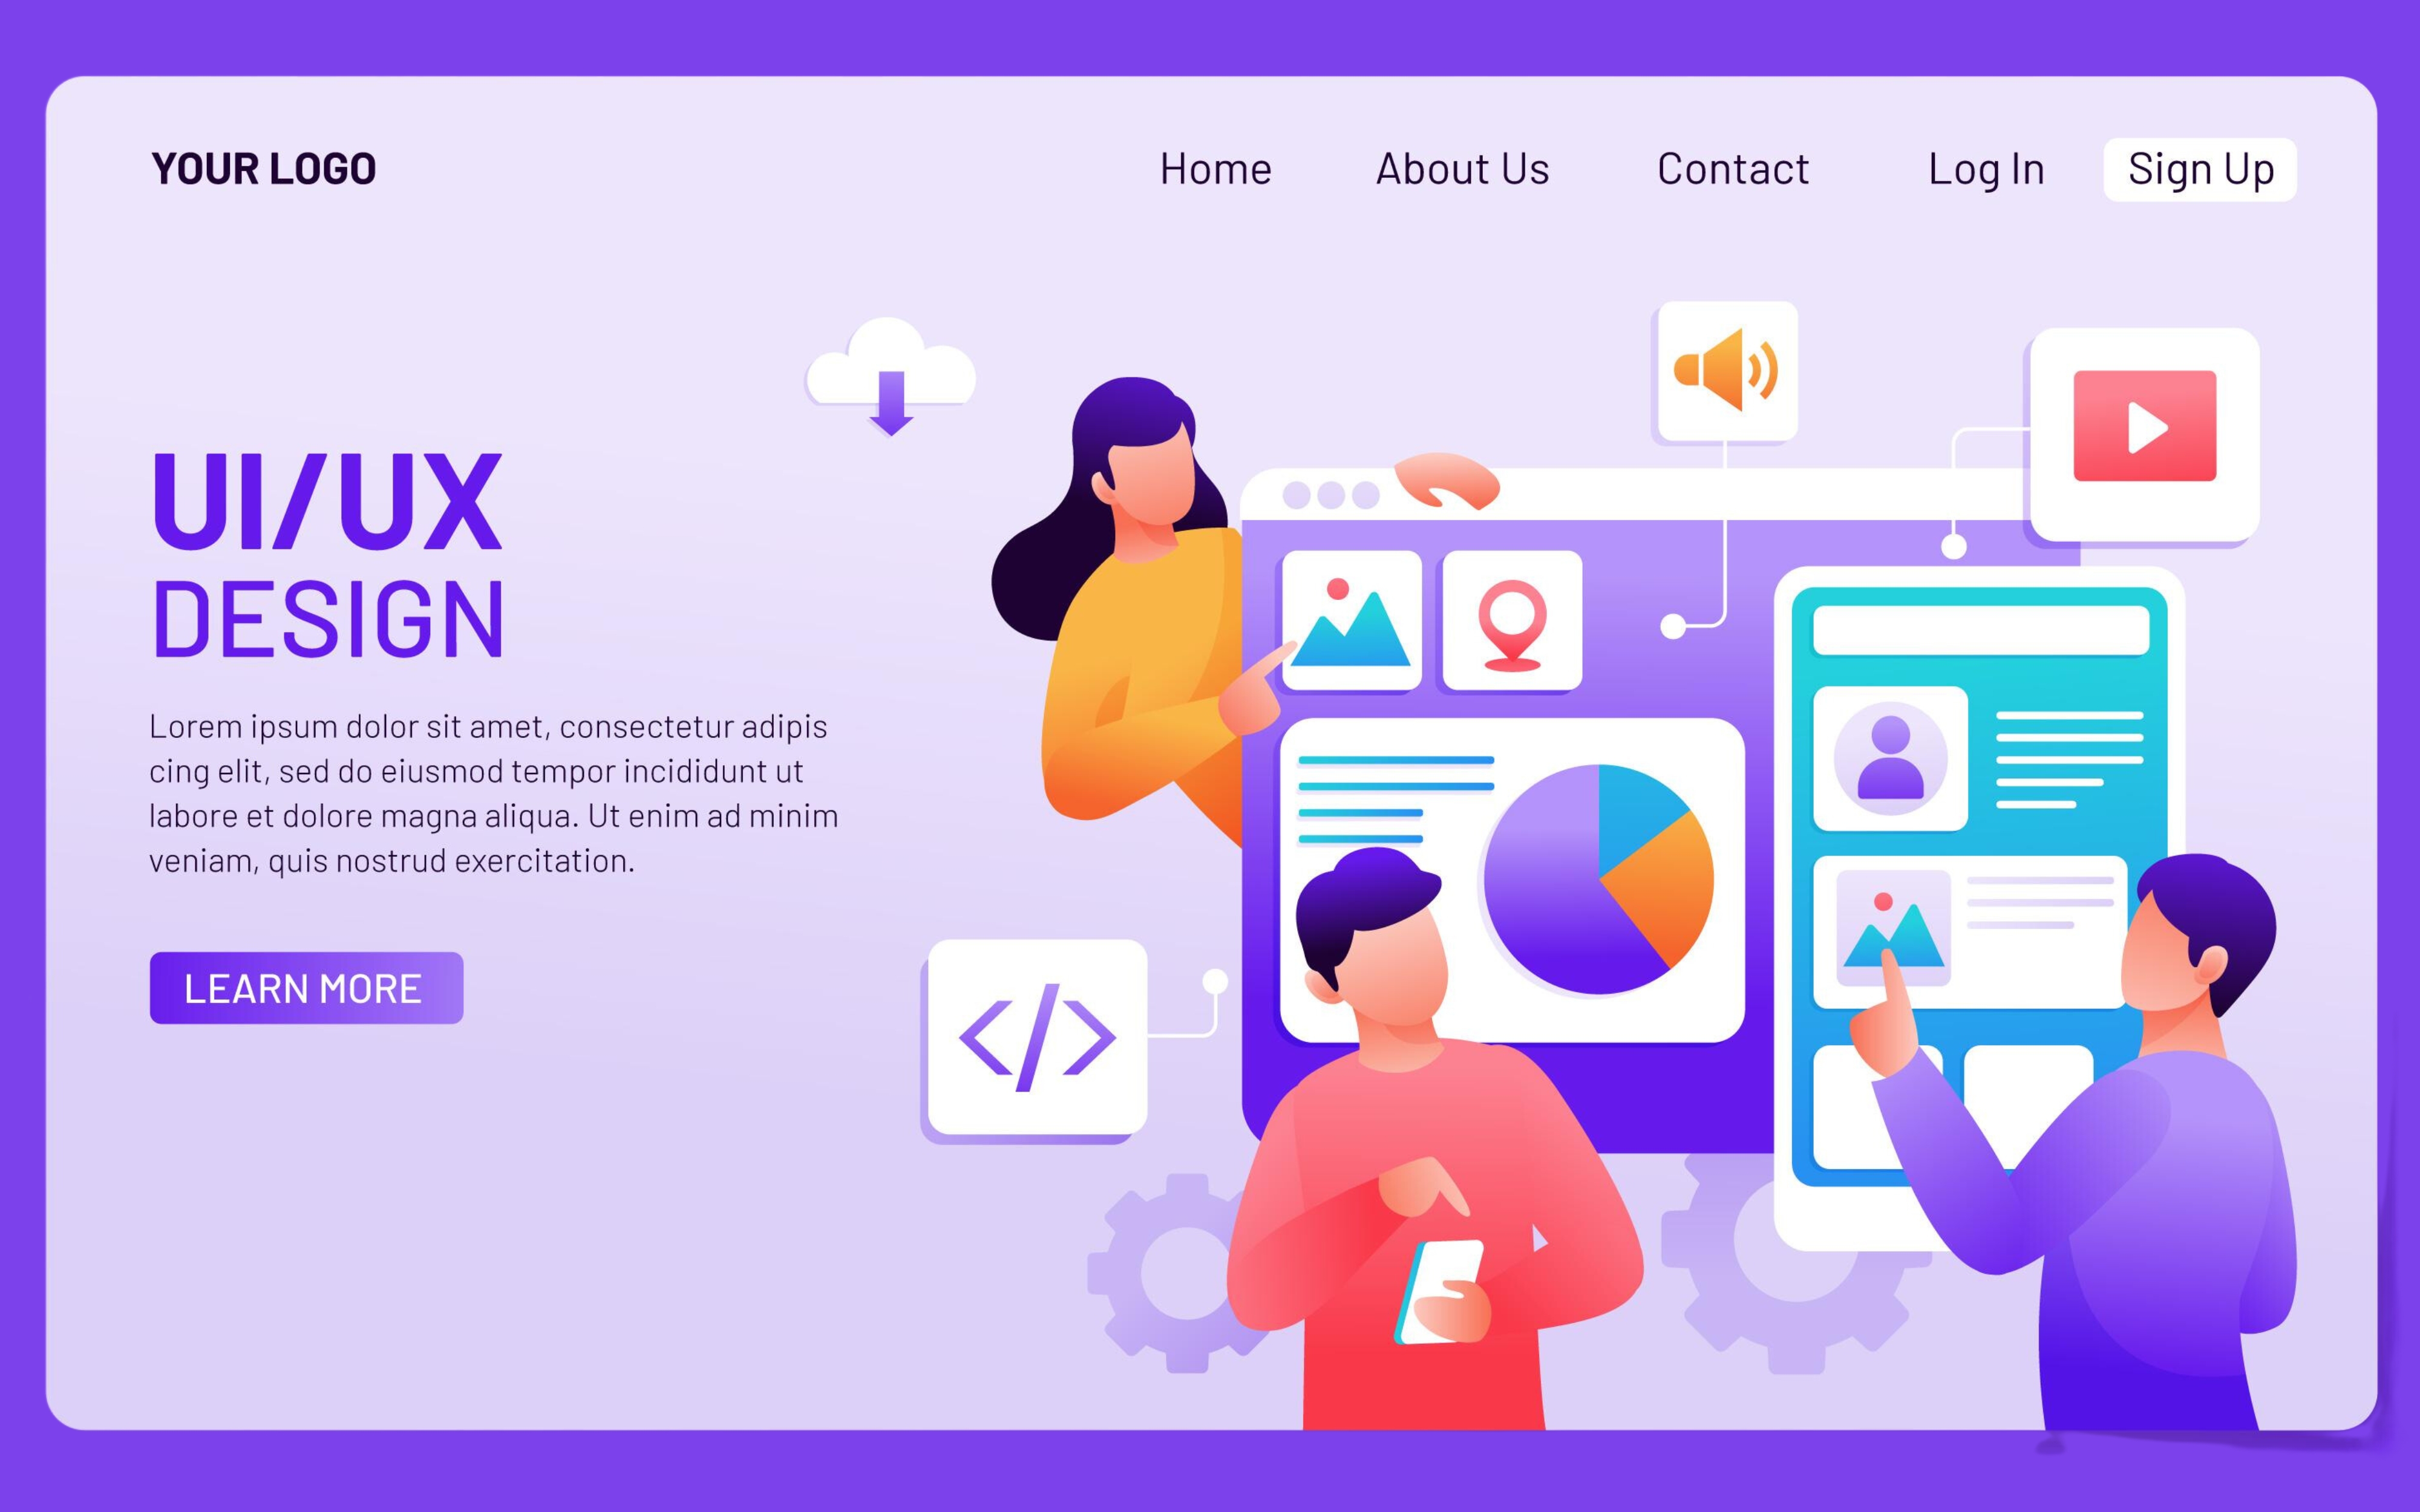 YOUR LOGO
Home
About Us
Contact
Log In
Sign Up
UI/UX
DESIGN
Lorem ipsum dolor sit amet, consectetur adipis
cing elit, sed do eiusmod tempor incididunt ut
labore et dolore magna aliqua. Ut enim ad minim
veniam, quis nostrud exercitation.
LEARN MORE
</>